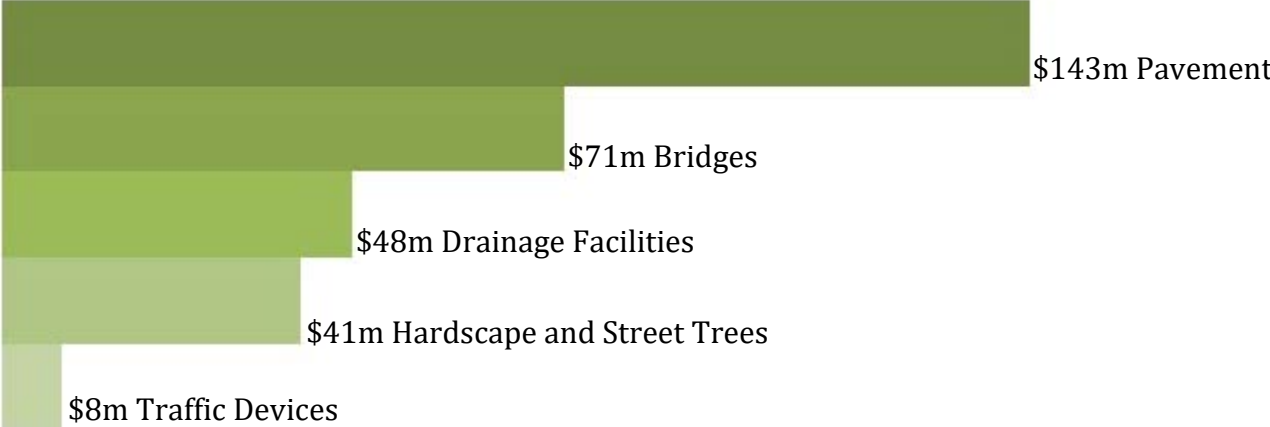 $143m Pavement
$71m Bridges
$48m Drainage Facilities
$41m Hardscape and Street Trees
$8m Traffic Devices